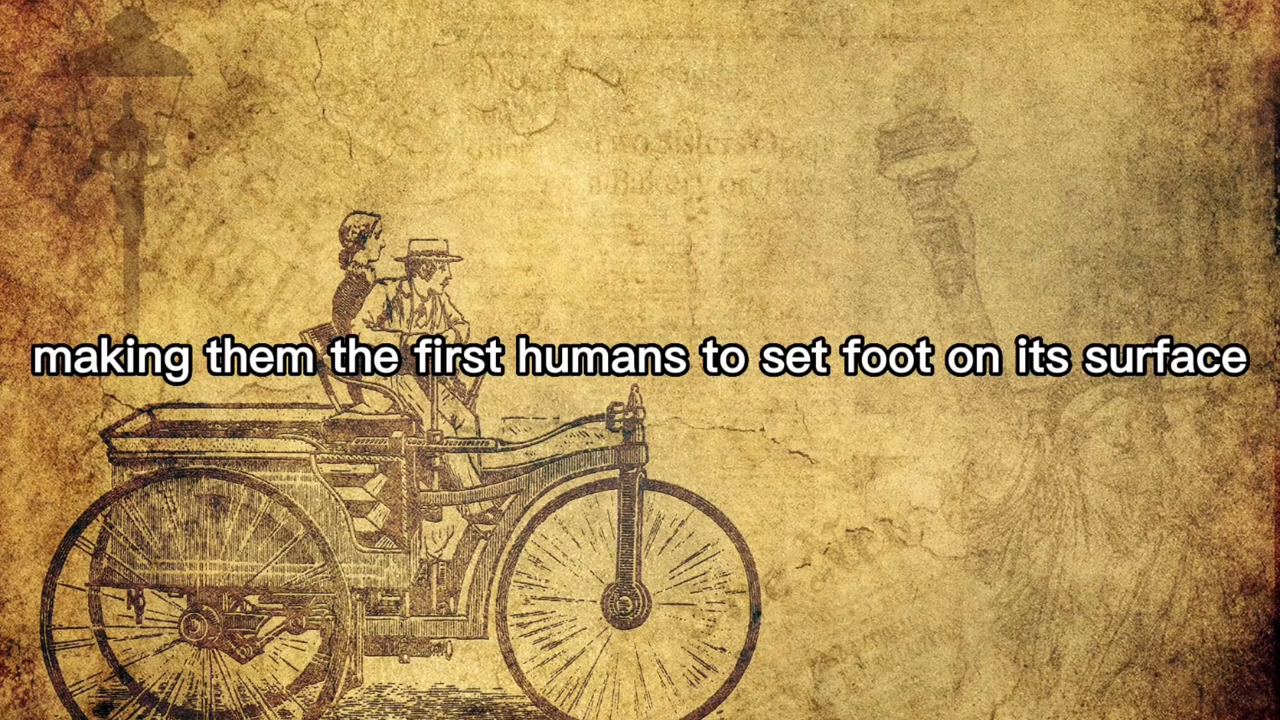 making them the first humans to set foot on its surface